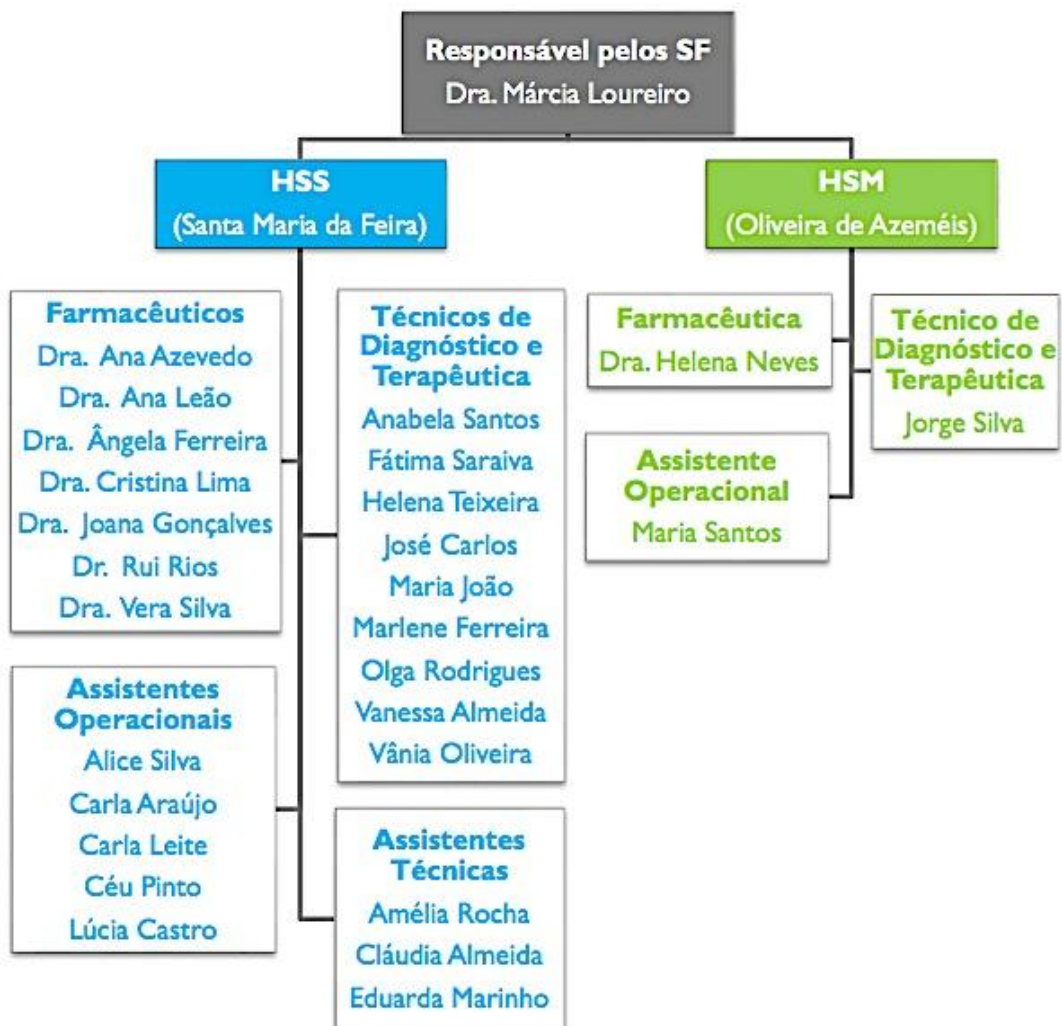 Responsável pelos SF
Dra. Márcia Loureiro
HSS
(Santa Maria da Feira)
Farmacêuticos
Dra. Ana Azevedo
Dra. Ana Leão
Dra. Ângela Ferreira
Dra. Cristina Lima
Dra. Joana Gonçalves
Dr. Rui Rios
Dra. Vera Silva
Técnicos de
Diagnóstico e
Terapêutica
Anabela Santos
Fátima Saraiva
Helena Teixeira
José Carlos
Maria João
Marlene Ferreira
Olga Rodrigues
Vanessa Almeida
Vânia Oliveira
Assistentes
Operacionais
Alice Silva
Carla Araújo
Carla Leite
Céu Pinto
Lúcia Castro
Assistentes
Técnicas
Amélia Rocha
Cláudia Almeida
Eduarda Marinho
HSM
(Oliveira de Azeméis)
Farmacêutica
Dra. Helena Neves
Técnico de
Diagnóstico e
Terapêutica
Jorge Silva
Assistente
Operacional
Maria Santos